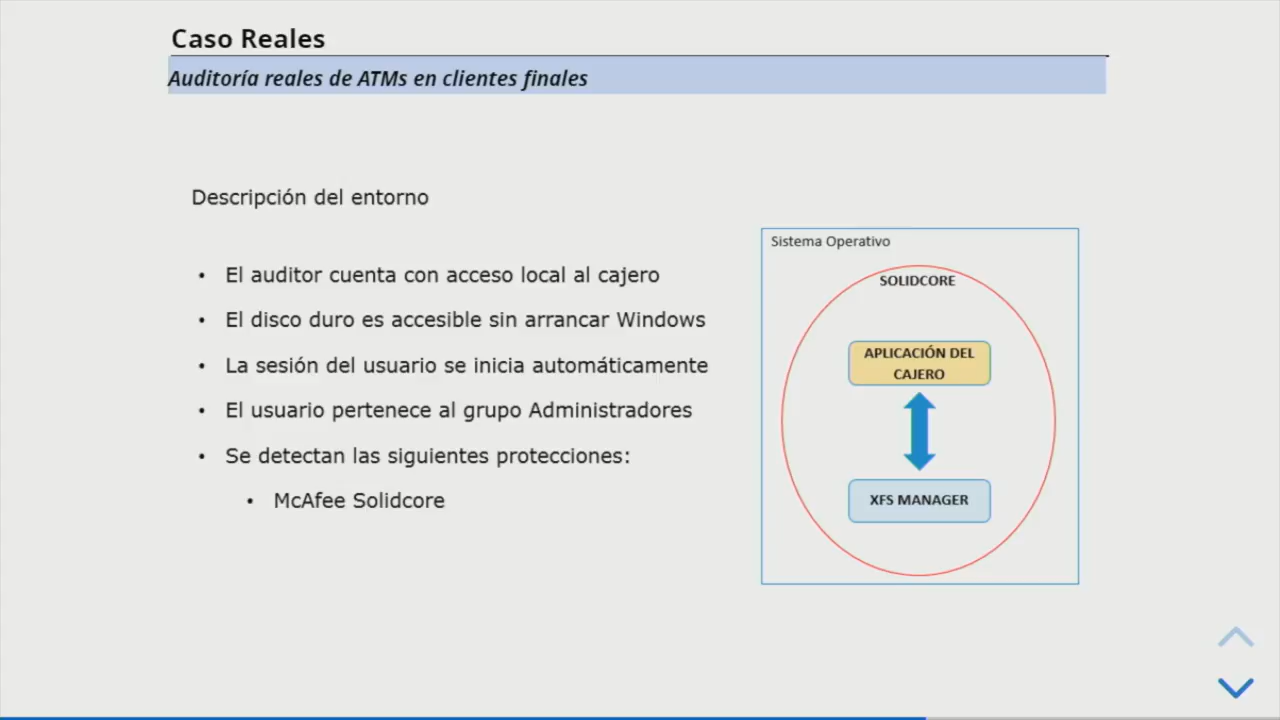 Caso Reales
Auditoría reales de ATMs en clientes finales
Descripción del entorno
• El auditor cuenta con acceso local al cajero
• El disco duro es accesible sin arrancar Windows
• La sesión del usuario se inicia automáticamente
• El usuario pertenece al grupo Administradores
• Se detectan las siguientes protecciones:
• McAfee Solidcore
Sistema Operativo
SOLIDCORE
APLICACIÓN DEL
CAJERO
XFS MANAGER